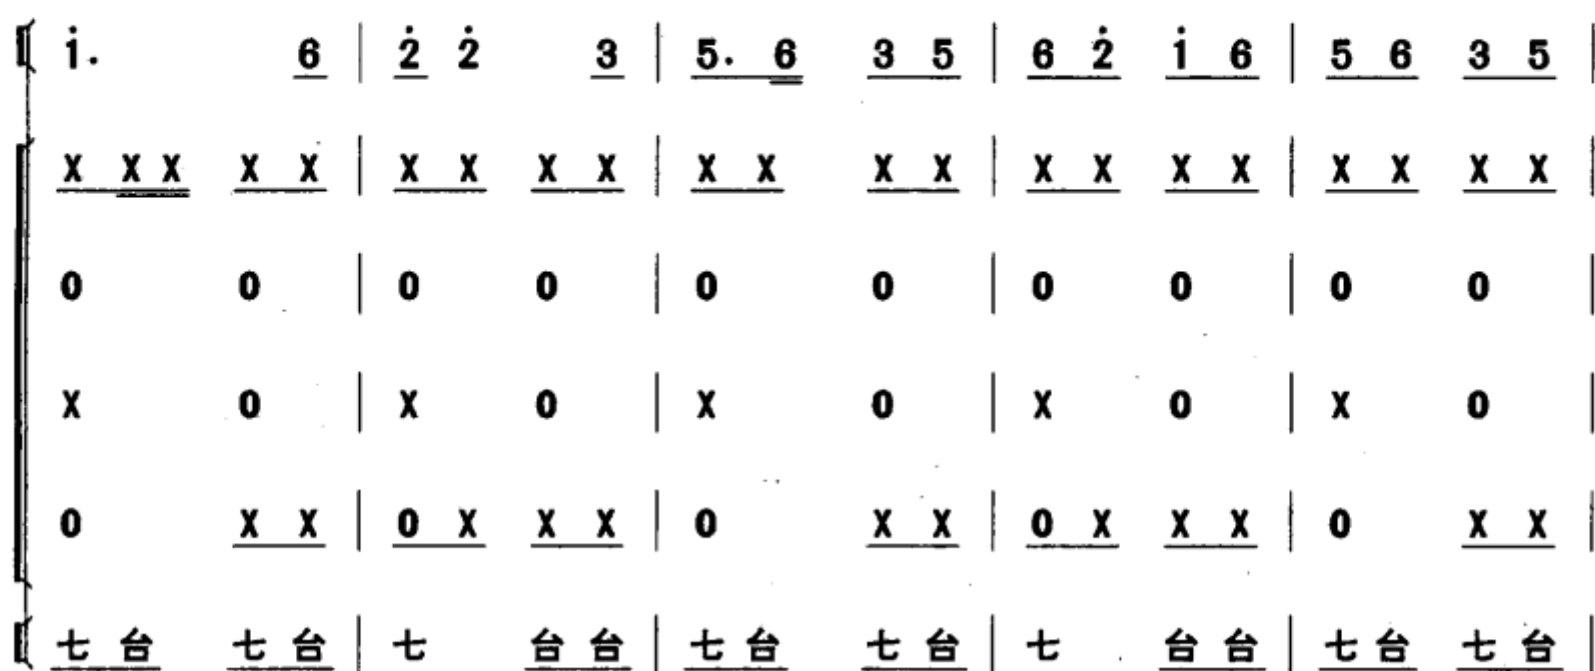 i̇. 6 | 2̇ 2̇ 3 | 5. 6 3 5 | 6 2̇ i̇ 6 | 5 6 3 5 |
X X X X X | X X X X | X X X X | X X X X | X X X X |
0 0 | 0 0 | 0 0 | 0 0 | 0 0 |
X 0 | X 0 | X 0 | X 0 | X 0 |
0 X X | 0 X X X | 0 X X | 0 X X X | 0 X X |
七 台 七 台 | 七 台 台 | 七 台 七 台 | 七 台 台 | 七 台 七 台 |